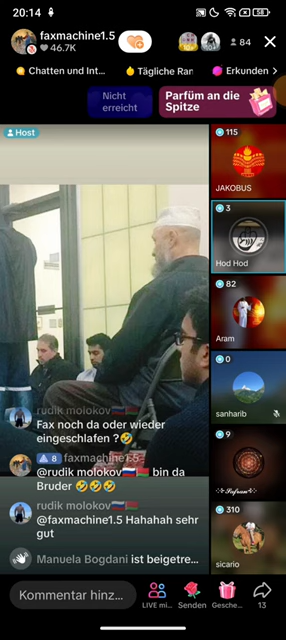 20:14
58
faxmachine1.5
46.7K
84
Chatten und Int...
Tägliche Ran
Erkunden >
Nicht
erreicht
Parfüm an die
Spitze
Host
115
JAKOBUS
3
Hod Hod
82
Aram
0
sanharib
9
Safran
310
sicario
rudik molokov
Fax noch da oder wieder
eingeschlafen ?🤣
8 faxmachine1.5
@rudik molokov🇷🇺🇧🇾 bin da
Bruder 🤣🤣🤣
rudik molokov
@faxmachine1.5 Hahahah sehr
gut
Manuela Bogdani ist beigetre...
Kommentar hinz...
LIVE mi...
Senden
Gesche...
13